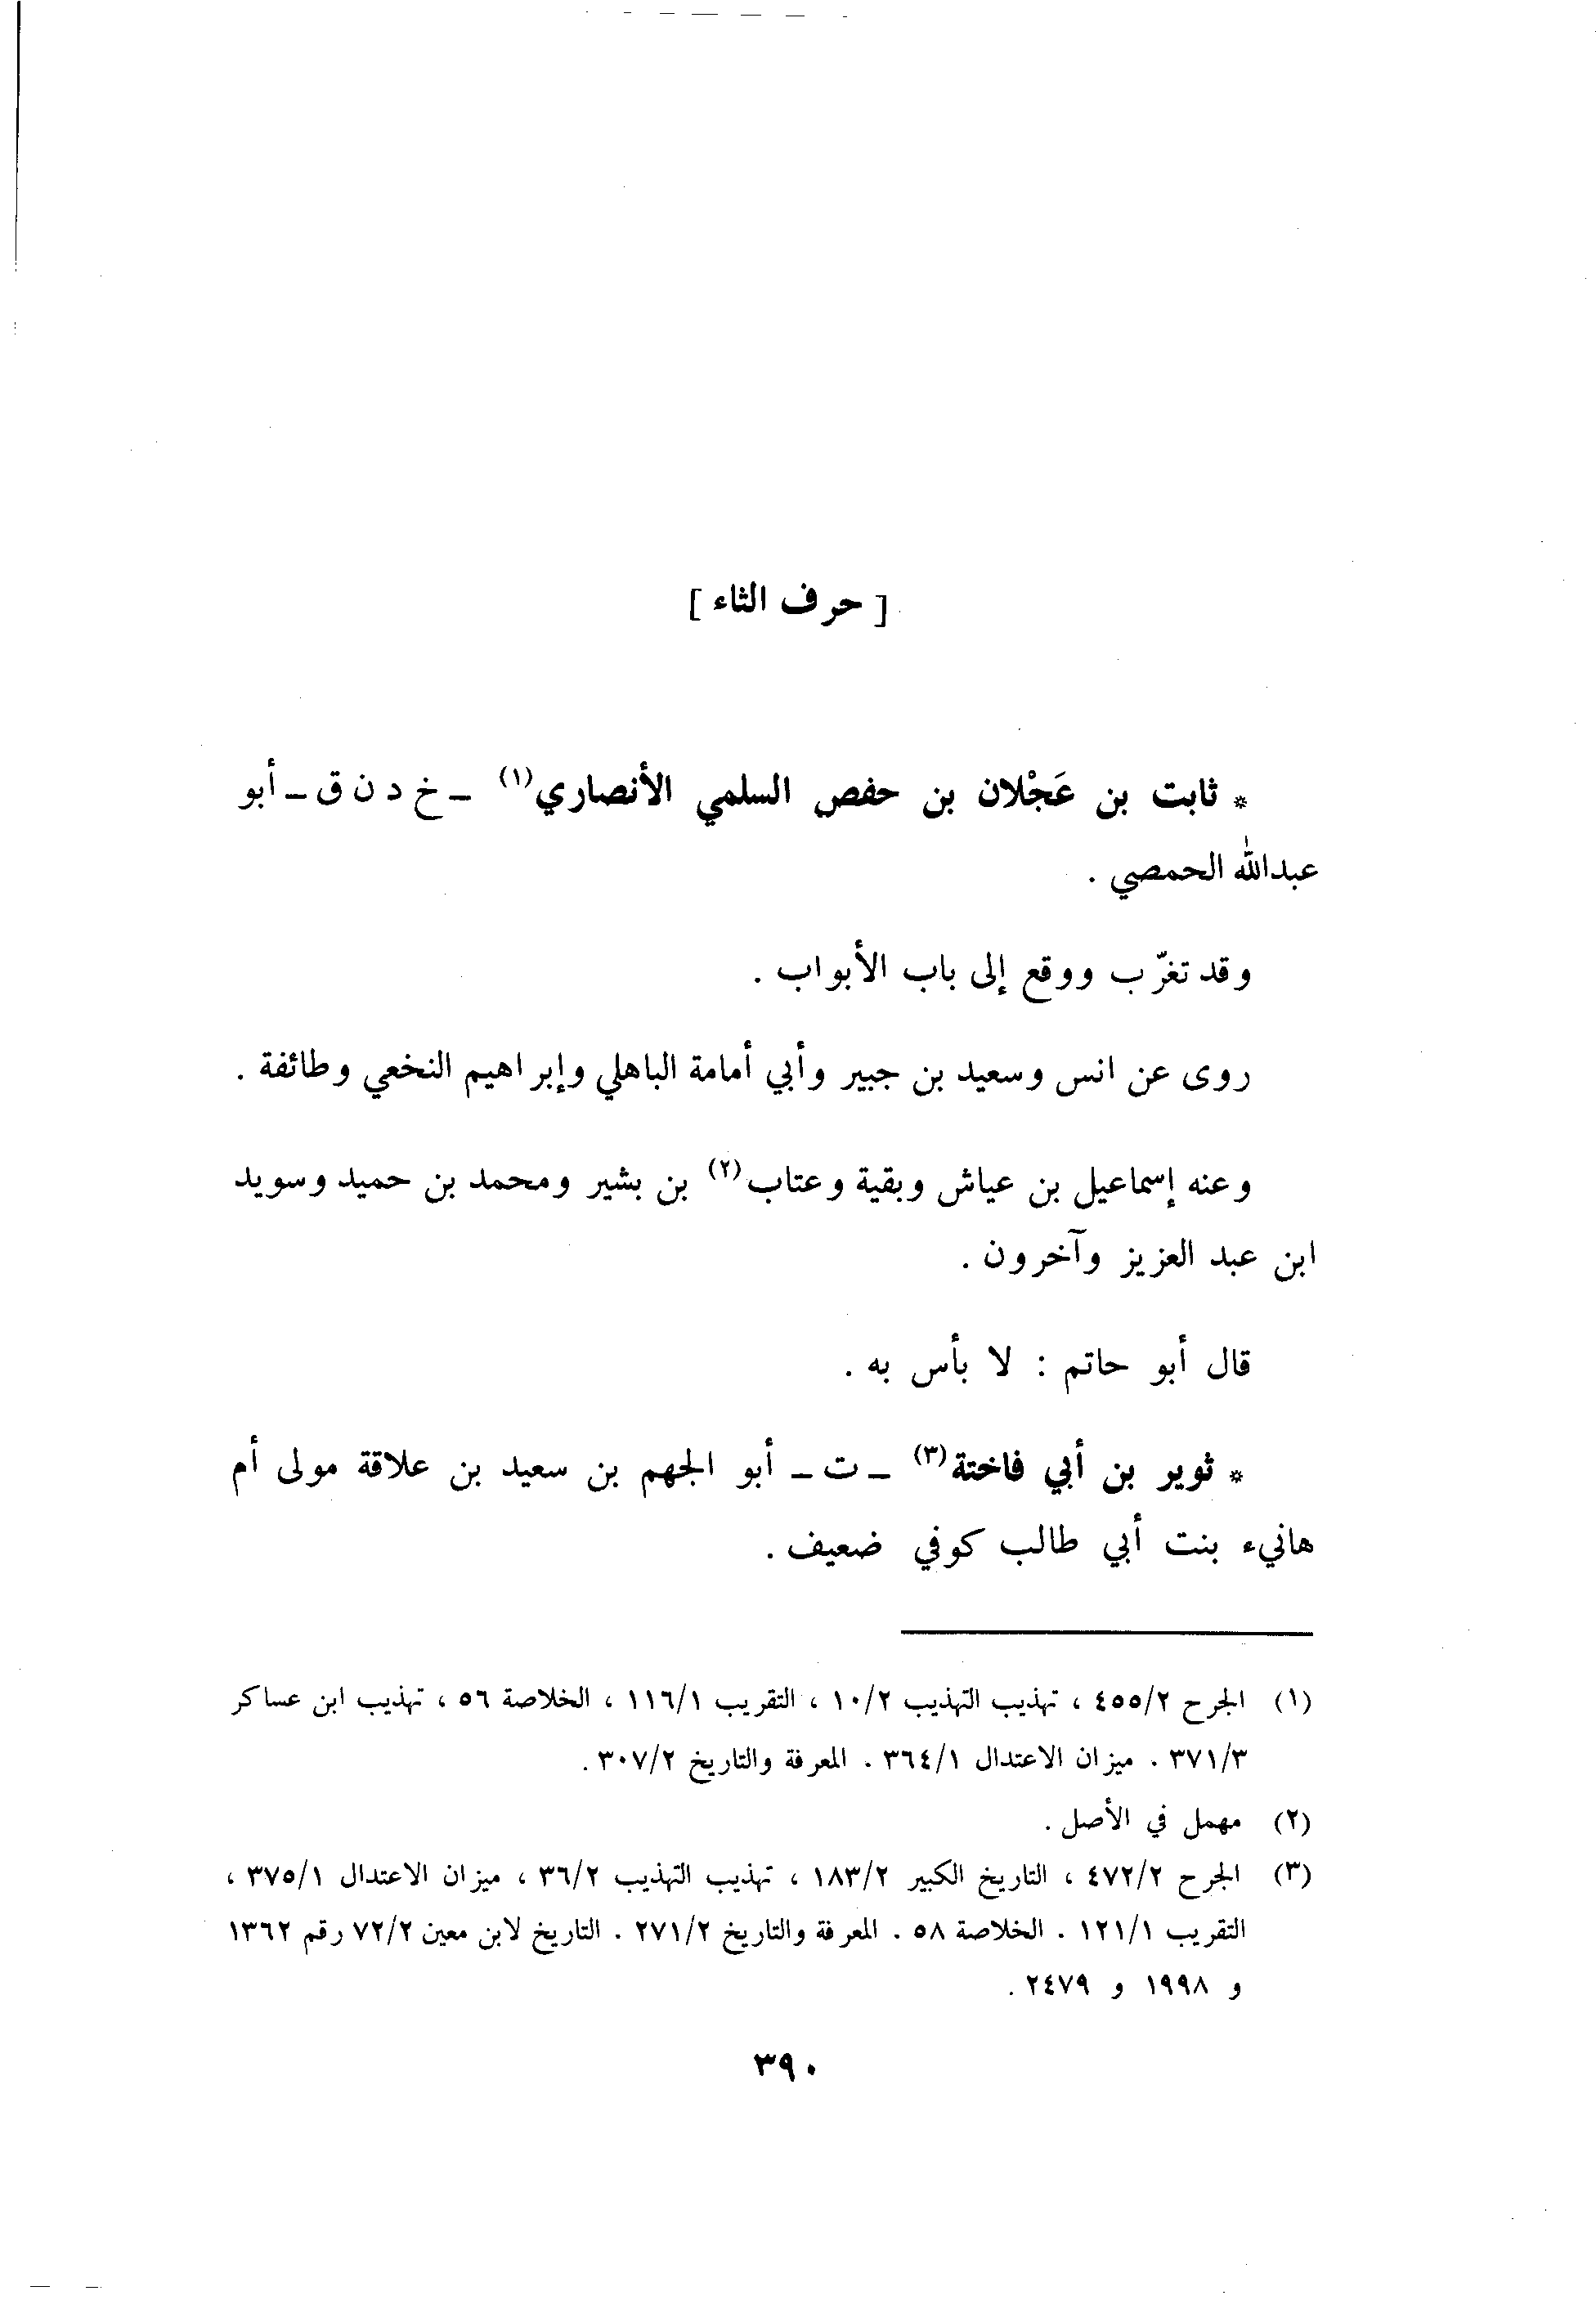 [ حرف الثاء ]
* ثابت بن عَجْلان بن حفص السلمي الأنصاري(١) ـ خ د ن ق ـ أبو
عبدالله الحمصي .
وقد تغرّب ووقع إلى باب الأبواب .
روى عن انس وسعيد بن جبير وأبي أمامة الباهلي وإبراهيم النخعي وطائفة .
وعنه إسماعيل بن عياش وبقية وعتاب(٢) بن بشير ومحمد بن حميد وسويد
ابن عبد العزيز وآخرون .
قال أبو حاتم : لا بأس به .
* ثوير بن أبي فاختة(٣) ـ ت ـ أبو الجهم بن سعيد بن علاقة مولى أم
هانيء بنت أبي طالب كوفي ضعيف .
(١) الجرح ٤٥٥/٢ ، تهذيب التهذيب ١٠/٢ ، التقريب ١١٦/١ ، الخلاصة ٥٦ ، تهذيب ابن عساكر
٣٧١/٣ . ميزان الاعتدال ٣٦٤/١ . المعرفة والتاريخ ٣٠٧/٢ .
(٢) مهمل في الأصل .
(٣) الجرح ٤٧٢/٢ ، التاريخ الكبير ١٨٣/٢ ، تهذيب التهذيب ٣٦/٢ ، ميزان الاعتدال ٣٧٥/١ ،
التقريب ١٢١/١ . الخلاصة ٥٨ . المعرفة والتاريخ ٢٧١/٢ . التاريخ لابن معين ٧٢/٢ رقم ١٣٦٢
و ١٩٩٨ و ٢٤٧٩ .
٣٩٠